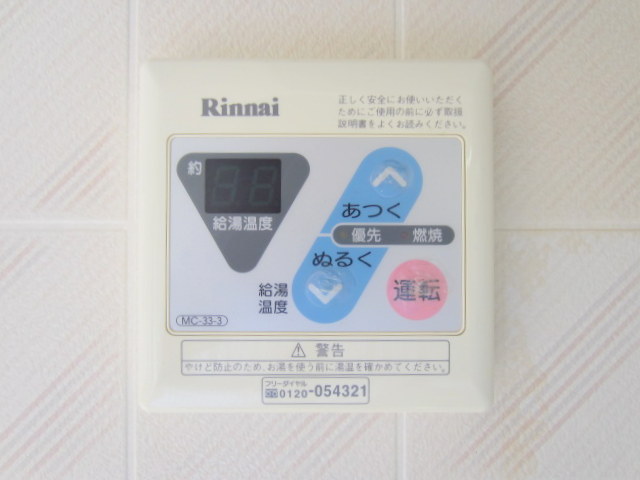 Rinnai
正しく安全にお使いいただく
ためにご使用の前に必ず取扱
説明書をよくお読みください。
約
給湯温度
あつく
優先 燃焼
ぬるく
給湯
温度
運転
MC-33-3
⚠ 警告
やけど防止のため、お湯を使う前に湯温を確かめてください。
フリーダイヤル
0120-054321